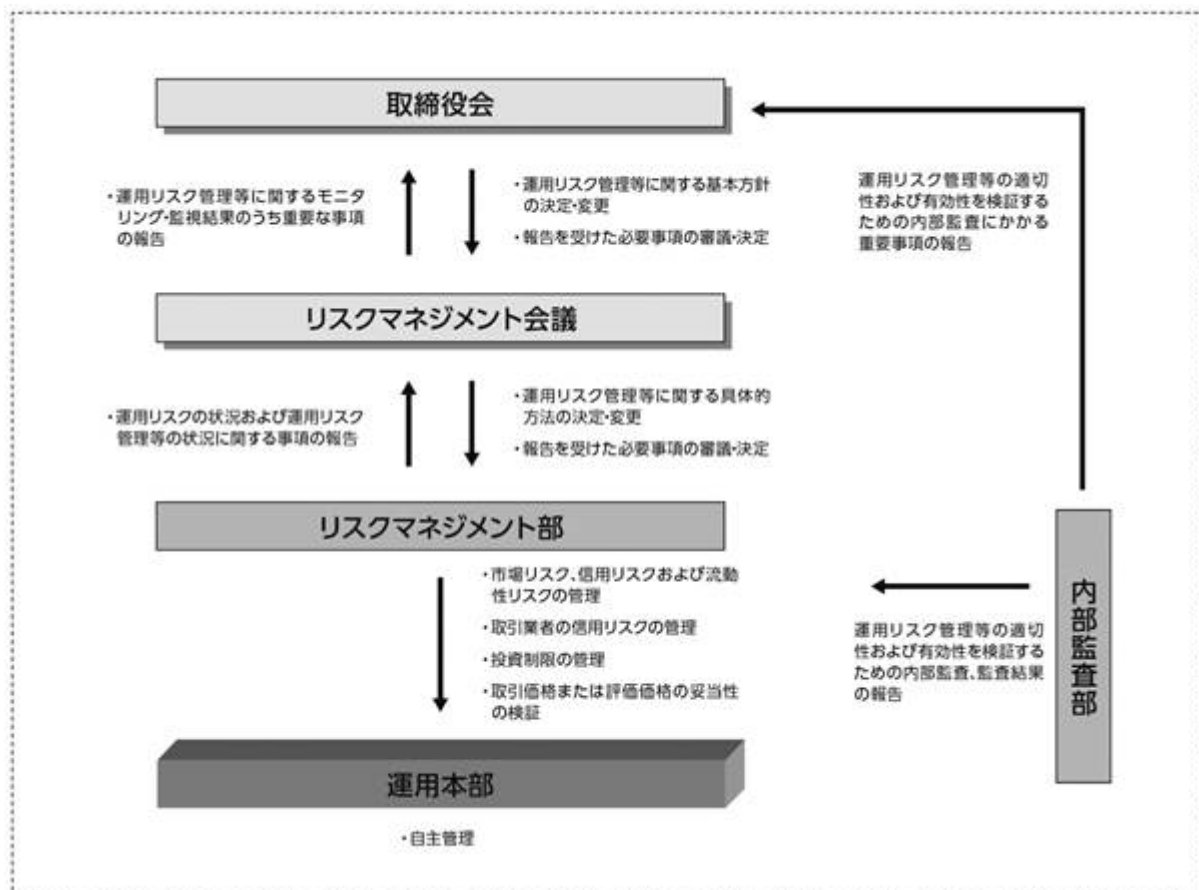 取締役会
・運用リスク管理等に関するモニタ
リング・監視結果のうち重要な事項
の報告
・運用リスク管理等に関する基本方針
の決定・変更
・報告を受けた必要事項の審議・決定
運用リスク管理等の適切
性および有効性を検証する
ための内部監査にかかる
重要事項の報告
リスクマネジメント会議
・運用リスクの状況および運用リスク
管理等の状況に関する事項の報告
・運用リスク管理等に関する具体的
方法の決定・変更
・報告を受けた必要事項の審議・決定
リスクマネジメント部
・市場リスク、信用リスクおよび流動
性リスクの管理
・取引業者の信用リスクの管理
・投資制限の管理
・取引価格または評価価格の妥当性
の検証
運用リスク管理等の適切
性および有効性を検証する
ための内部監査、監査結果
の報告
内部監査部
運用本部
・自主管理